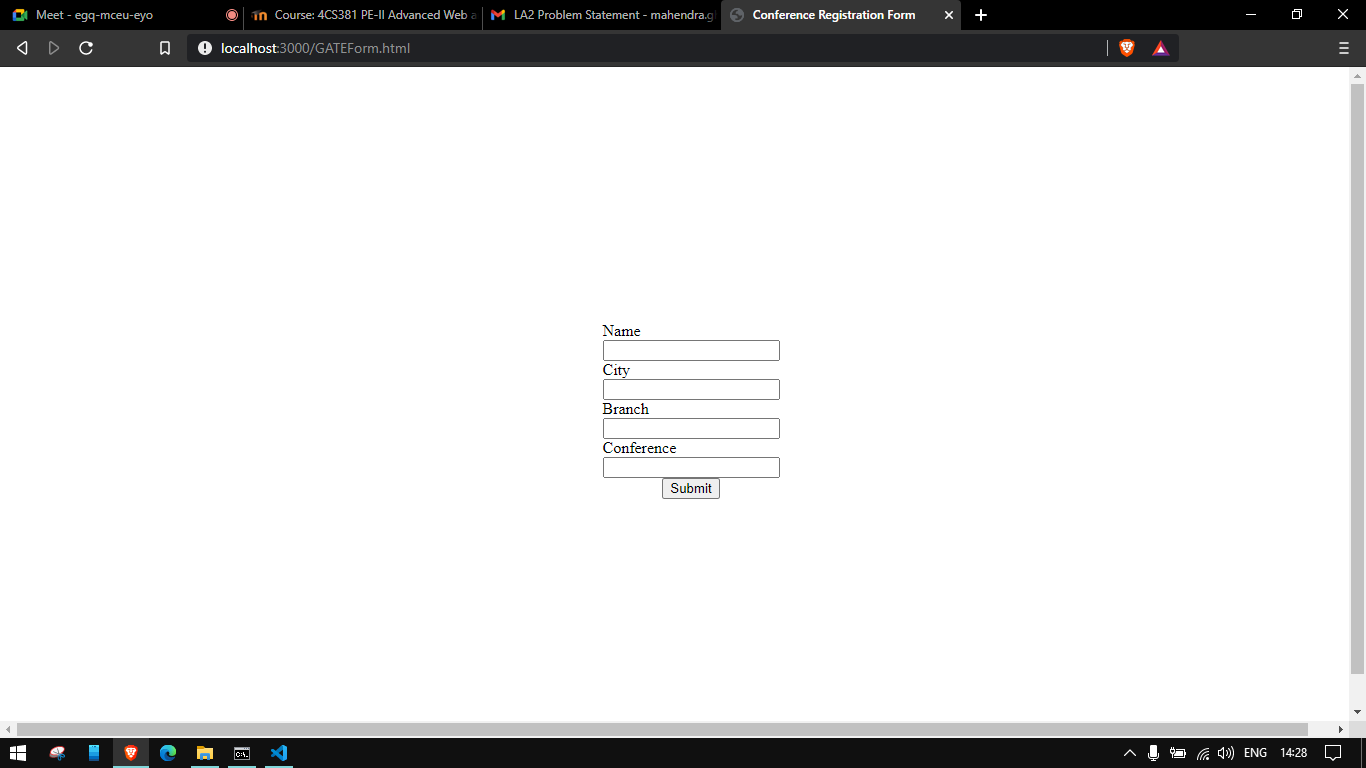 Meet - egq-mceu-eyo
Course: 4CS381 PE-II Advanced Web a
LA2 Problem Statement - mahendra.g
Conference Registration Form
localhost:3000/GATEForm.html
Name
City
Branch
Conference
Submit
ENG
14:28